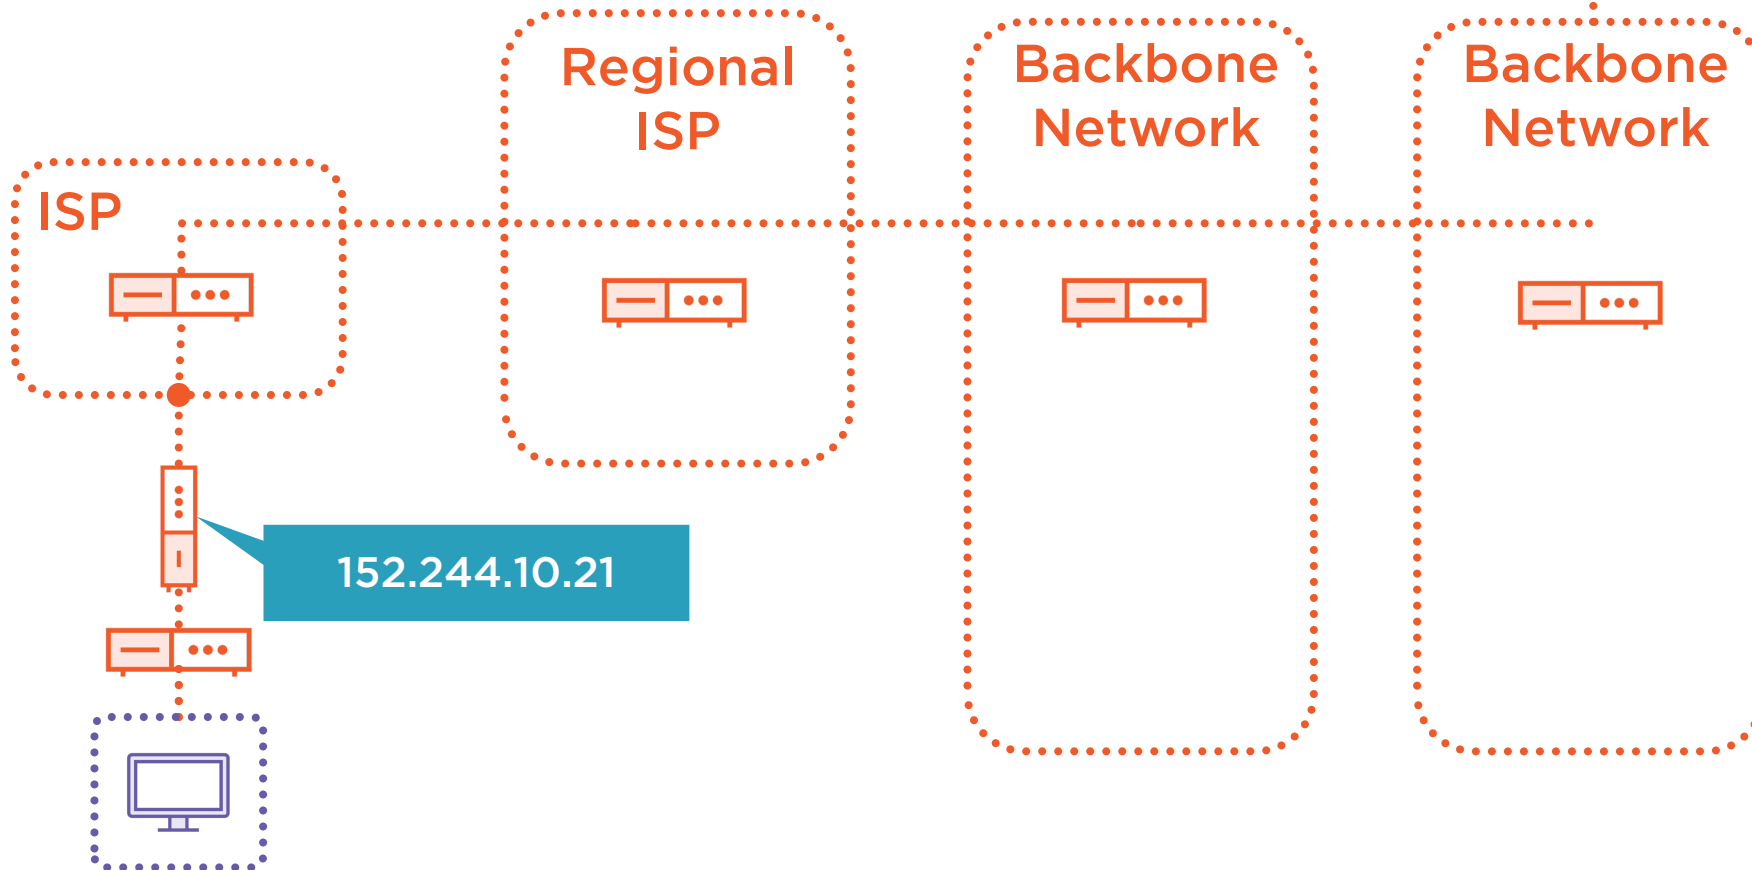 Regional
ISP
Backbone
Network
Backbone
Network
ISP
152.244.10.21